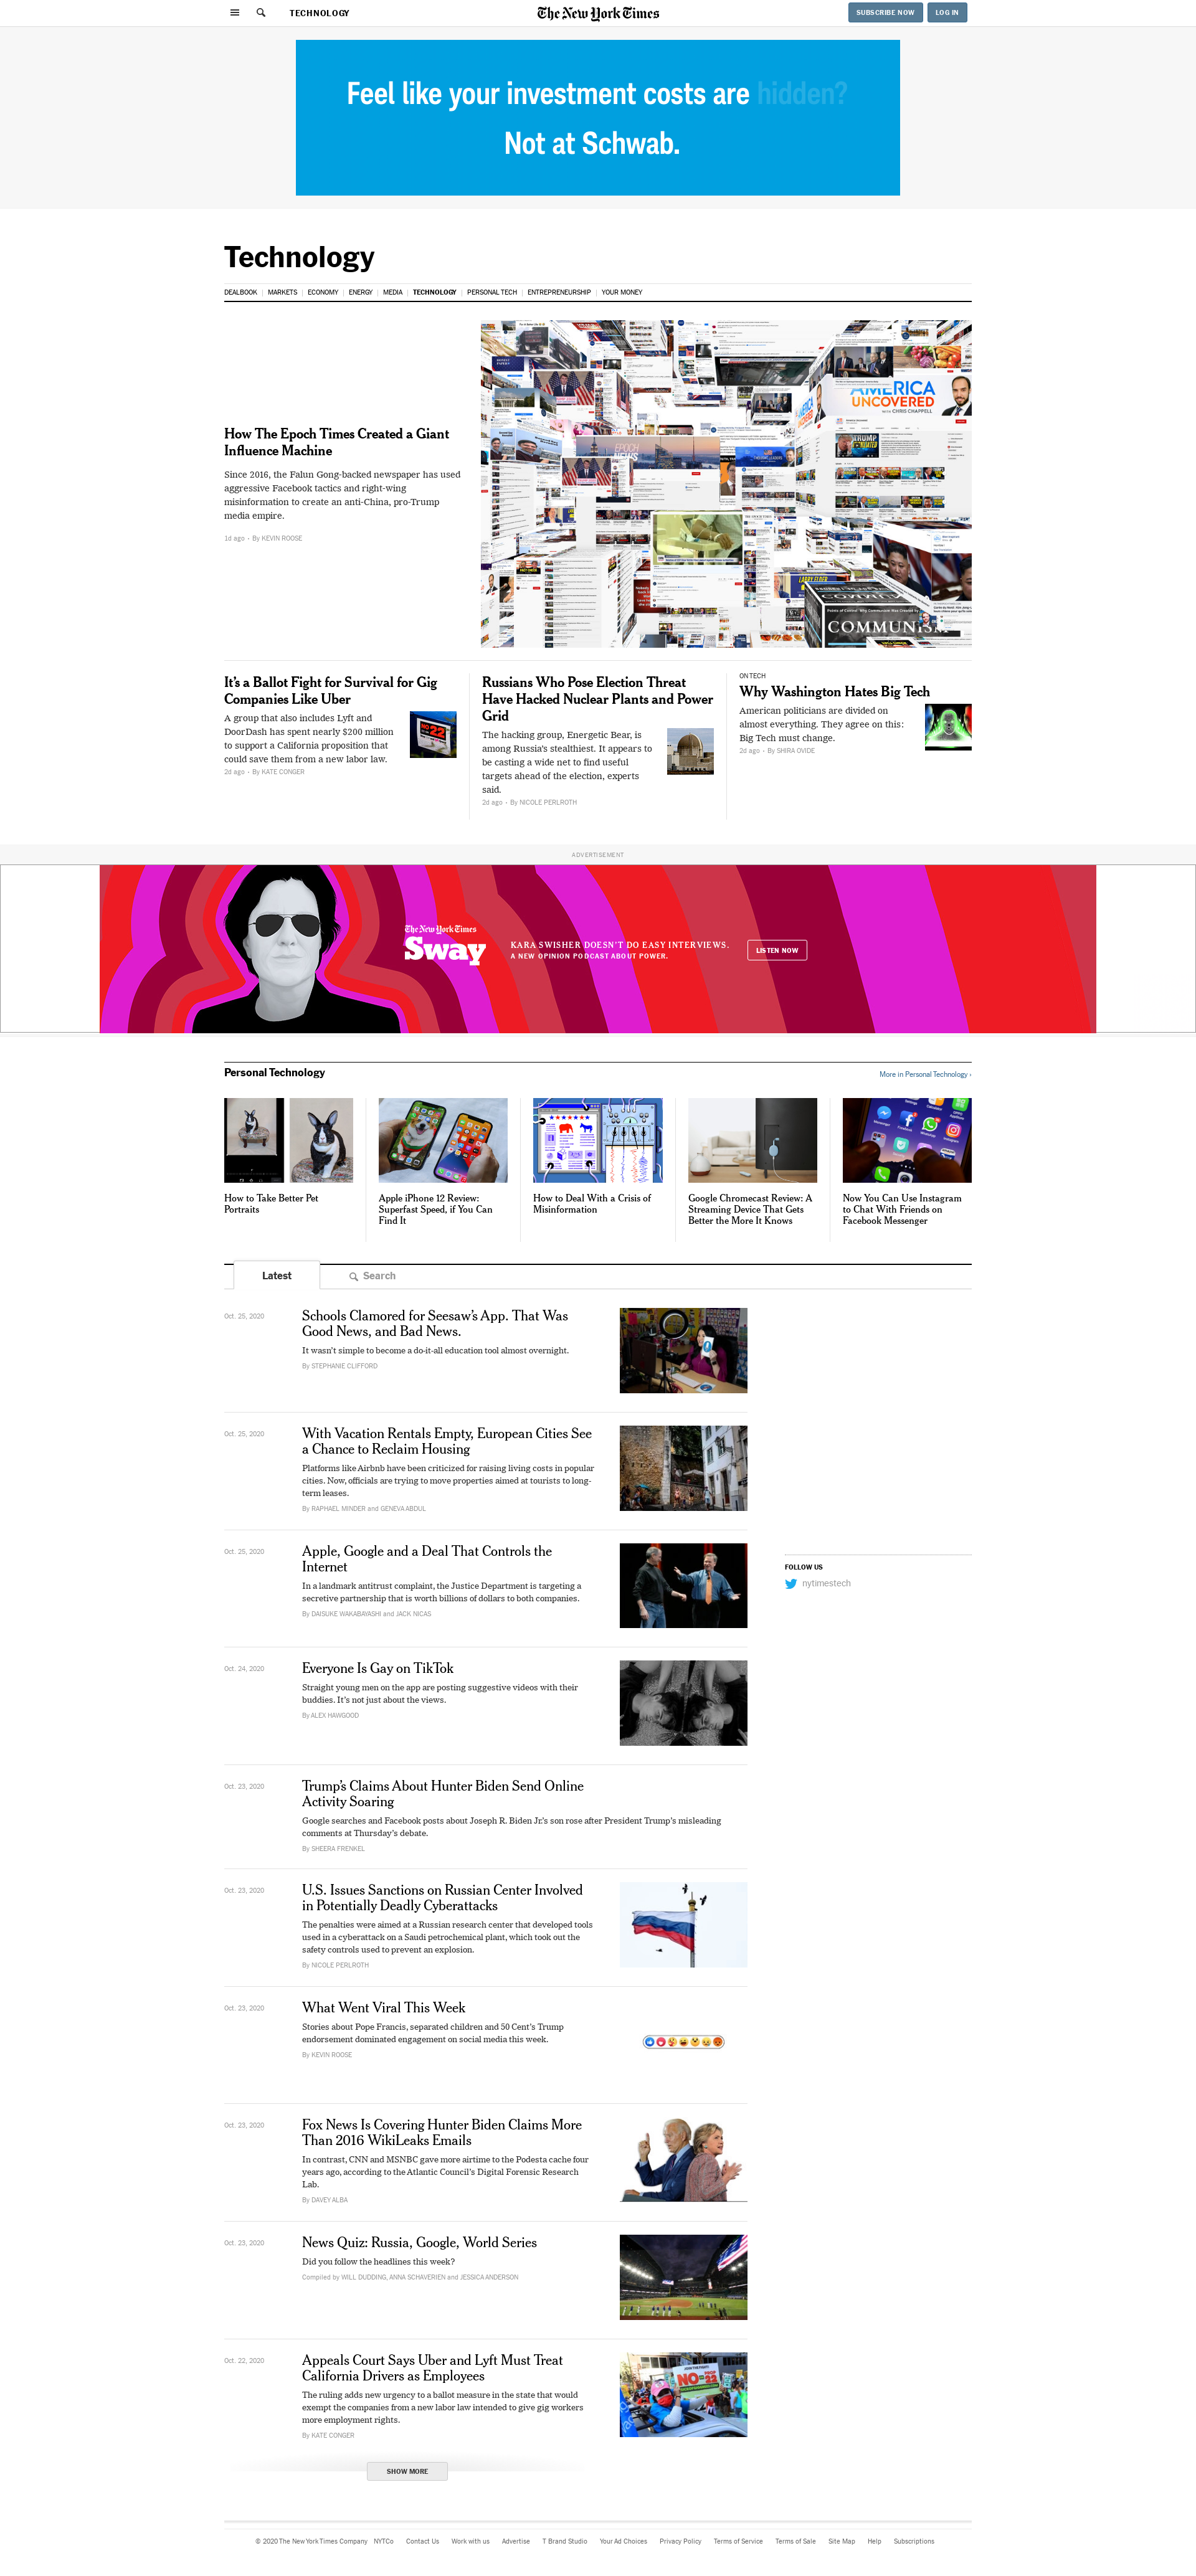 TECHNOLOGY
The New York Times
SUBSCRIBE NOW
LOG IN
Feel like your investment costs are hidden?
Not at Schwab.
Technology
DEALBOOK MARKETS ECONOMY ENERGY MEDIA TECHNOLOGY PERSONAL TECH ENTREPRENEURSHIP YOUR MONEY
How The Epoch Times Created a Giant
Influence Machine
Since 2016, the Falun Gong-backed newspaper has used
aggressive Facebook tactics and right-wing
misinformation to create an anti-China, pro-Trump
media empire.
1d ago • By KEVIN ROOSE
AMERICA
UNCOVERED
WITH CHRIS CHAPPELL
EPOCH
NEWS
LARRY ELDER
COMMUNISM
It's a Ballot Fight for Survival for Gig
Companies Like Uber
A group that also includes Lyft and
DoorDash has spent nearly $200 million
to support a California proposition that
could save them from a new labor law.
2d ago • By KATE CONGER
NO
22
Russians Who Pose Election Threat
Have Hacked Nuclear Plants and Power
Grid
The hacking group, Energetic Bear, is
among Russia's stealthiest. It appears to
be casting a wide net to find useful
targets ahead of the election, experts
said.
2d ago • By NICOLE PERLROTH
ON TECH
Why Washington Hates Big Tech
American politicians are divided on
almost everything. They agree on this:
Big Tech must change.
2d ago • By SHIRA OVIDE
ADVERTISEMENT
The New York Times
Sway
KARA SWISHER DOESN'T DO EASY INTERVIEWS.
A NEW OPINION PODCAST ABOUT POWER.
LISTEN NOW
Personal Technology
More in Personal Technology ›
How to Take Better Pet
Portraits
Apple iPhone 12 Review:
Superfast Speed, if You Can
Find It
How to Deal With a Crisis of
Misinformation
Google Chromecast Review: A
Streaming Device That Gets
Better the More It Knows
Now You Can Use Instagram
to Chat With Friends on
Facebook Messenger
Latest
Search
Oct. 25, 2020
Schools Clamored for Seesaw's App. That Was
Good News, and Bad News.
It wasn't simple to become a do-it-all education tool almost overnight.
By STEPHANIE CLIFFORD
Oct. 25, 2020
With Vacation Rentals Empty, European Cities See
a Chance to Reclaim Housing
Platforms like Airbnb have been criticized for raising living costs in popular
cities. Now, officials are trying to move properties aimed at tourists to long-
term leases.
By RAPHAEL MINDER and GENEVA ABDUL
Oct. 25, 2020
Apple, Google and a Deal That Controls the
Internet
In a landmark antitrust complaint, the Justice Department is targeting a
secretive partnership that is worth billions of dollars to both companies.
By DAISUKE WAKABAYASHI and JACK NICAS
FOLLOW US
nytimestech
Oct. 24, 2020
Everyone Is Gay on TikTok
Straight young men on the app are posting suggestive videos with their
buddies. It's not just about the views.
By ALEX HAWGOOD
Oct. 23, 2020
Trump's Claims About Hunter Biden Send Online
Activity Soaring
Google searches and Facebook posts about Joseph R. Biden Jr.'s son rose after President Trump's misleading
comments at Thursday's debate.
By SHEERA FRENKEL
Oct. 23, 2020
U.S. Issues Sanctions on Russian Center Involved
in Potentially Deadly Cyberattacks
The penalties were aimed at a Russian research center that developed tools
used in a cyberattack on a Saudi petrochemical plant, which took out the
safety controls used to prevent an explosion.
By NICOLE PERLROTH
Oct. 23, 2020
What Went Viral This Week
Stories about Pope Francis, separated children and 50 Cent's Trump
endorsement dominated engagement on social media this week.
By KEVIN ROOSE
Oct. 23, 2020
Fox News Is Covering Hunter Biden Claims More
Than 2016 WikiLeaks Emails
In contrast, CNN and MSNBC gave more airtime to the Podesta cache four
years ago, according to the Atlantic Council's Digital Forensic Research
Lab.
By DAVEY ALBA
Oct. 23, 2020
News Quiz: Russia, Google, World Series
Did you follow the headlines this week?
Compiled by WILL DUDDING, ANNA SCHAVERIEN and JESSICA ANDERSON
Oct. 22, 2020
Appeals Court Says Uber and Lyft Must Treat
California Drivers as Employees
The ruling adds new urgency to a ballot measure in the state that would
exempt the companies from a new labor law intended to give gig workers
more employment rights.
By KATE CONGER
SHOW MORE
© 2020 The New York Times Company NYTCo Contact Us Work with us Advertise T Brand Studio Your Ad Choices Privacy Policy Terms of Service Terms of Sale Site Map Help Subscriptions